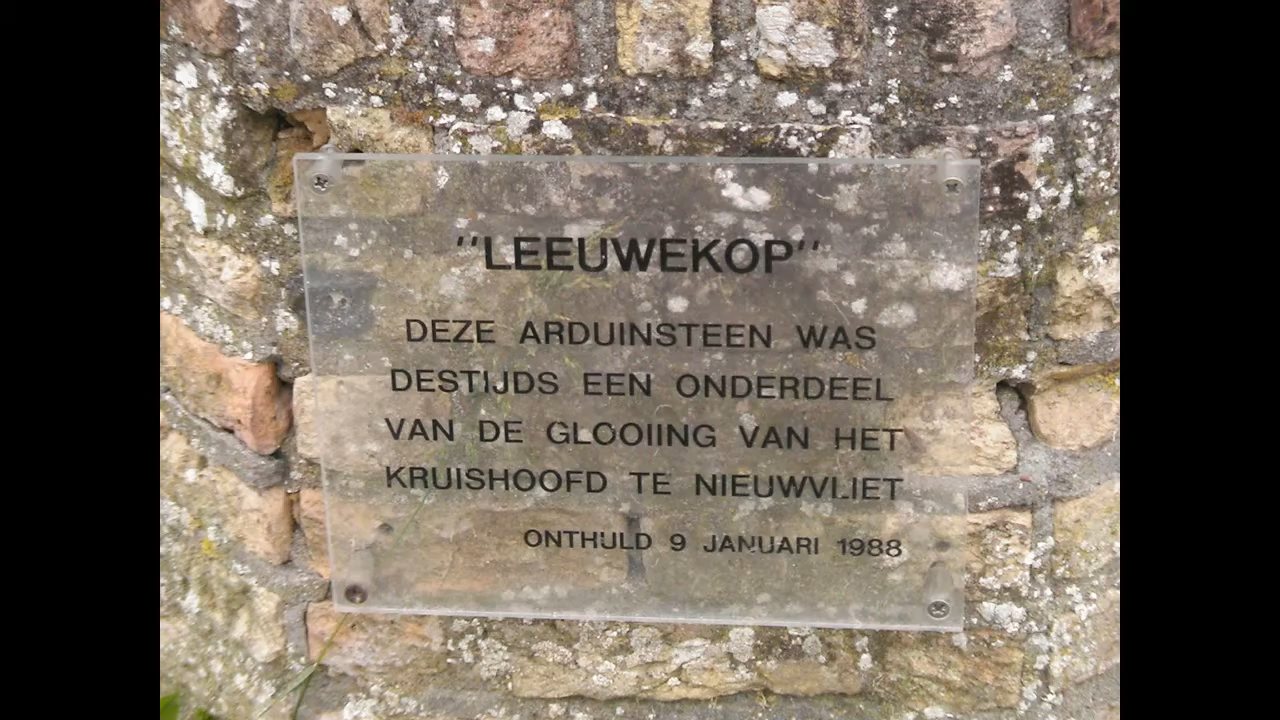 "LEEUWEKOP"
DEZE ARDUINSTEEN WAS
DESTIJDS EEN ONDERDEEL
VAN DE GLOOIING VAN HET
KRUISHOOFD TE NIEUWVLIET
ONTHULD 9 JANUARI 1988